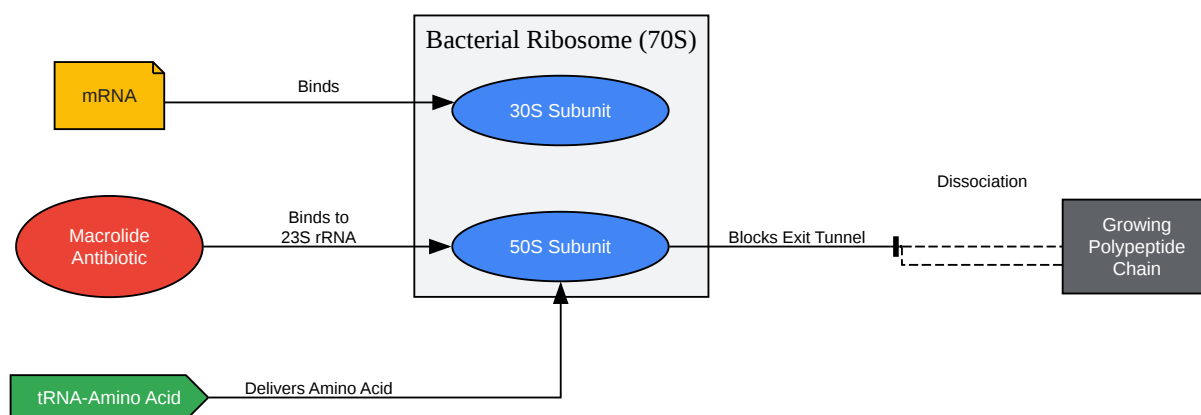 Bacterial Ribosome (70S)
mRNA
Binds
30S Subunit
Dissociation
Macrolide
Antibiotic
Binds to
23S rRNA
50S Subunit
Blocks Exit Tunnel
Growing
Polypeptide
Chain
tRNA-Amino Acid
Delivers Amino Acid